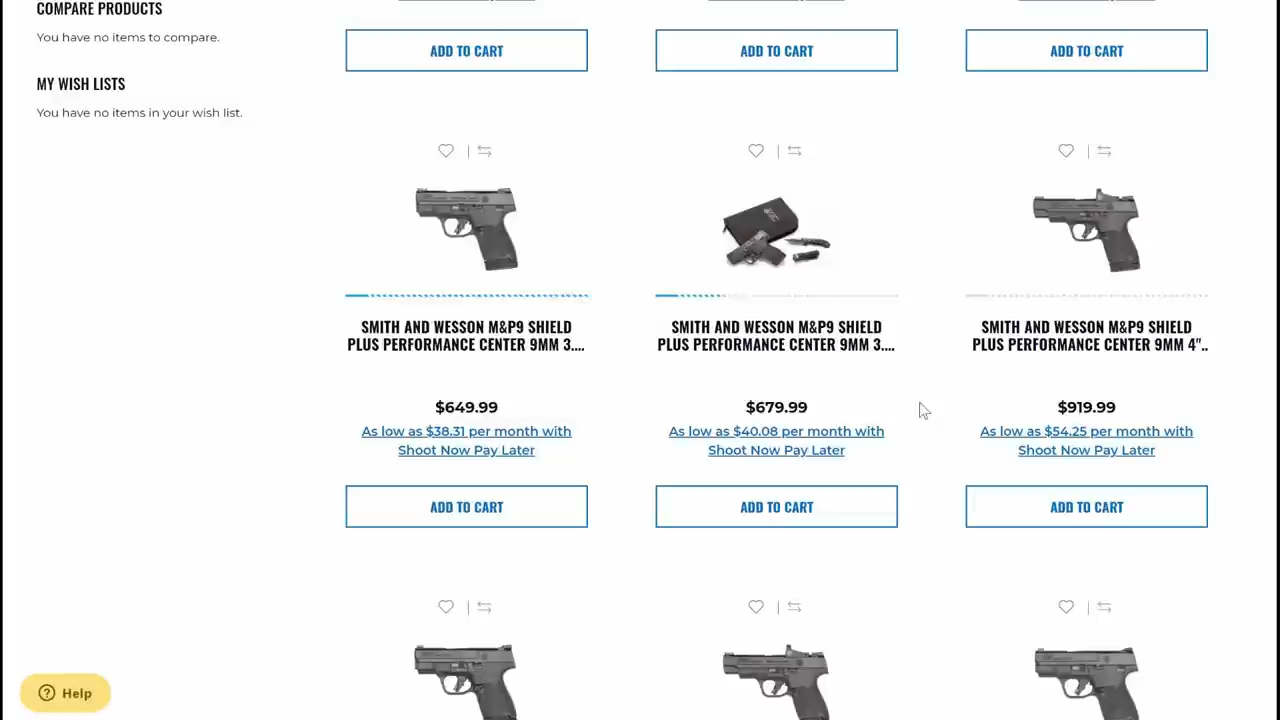 COMPARE PRODUCTS
You have no items to compare.
MY WISH LISTS
You have no items in your wish list.
ADD TO CART
ADD TO CART
ADD TO CART
SMITH AND WESSON M&P9 SHIELD
PLUS PERFORMANCE CENTER 9MM 3....
$649.99
As low as $38.31 per month with
Shoot Now Pay Later
ADD TO CART
SMITH AND WESSON M&P9 SHIELD
PLUS PERFORMANCE CENTER 9MM 3....
$679.99
As low as $40.08 per month with
Shoot Now Pay Later
ADD TO CART
SMITH AND WESSON M&P9 SHIELD
PLUS PERFORMANCE CENTER 9MM 4"..
$919.99
As low as $54.25 per month with
Shoot Now Pay Later
ADD TO CART
Help